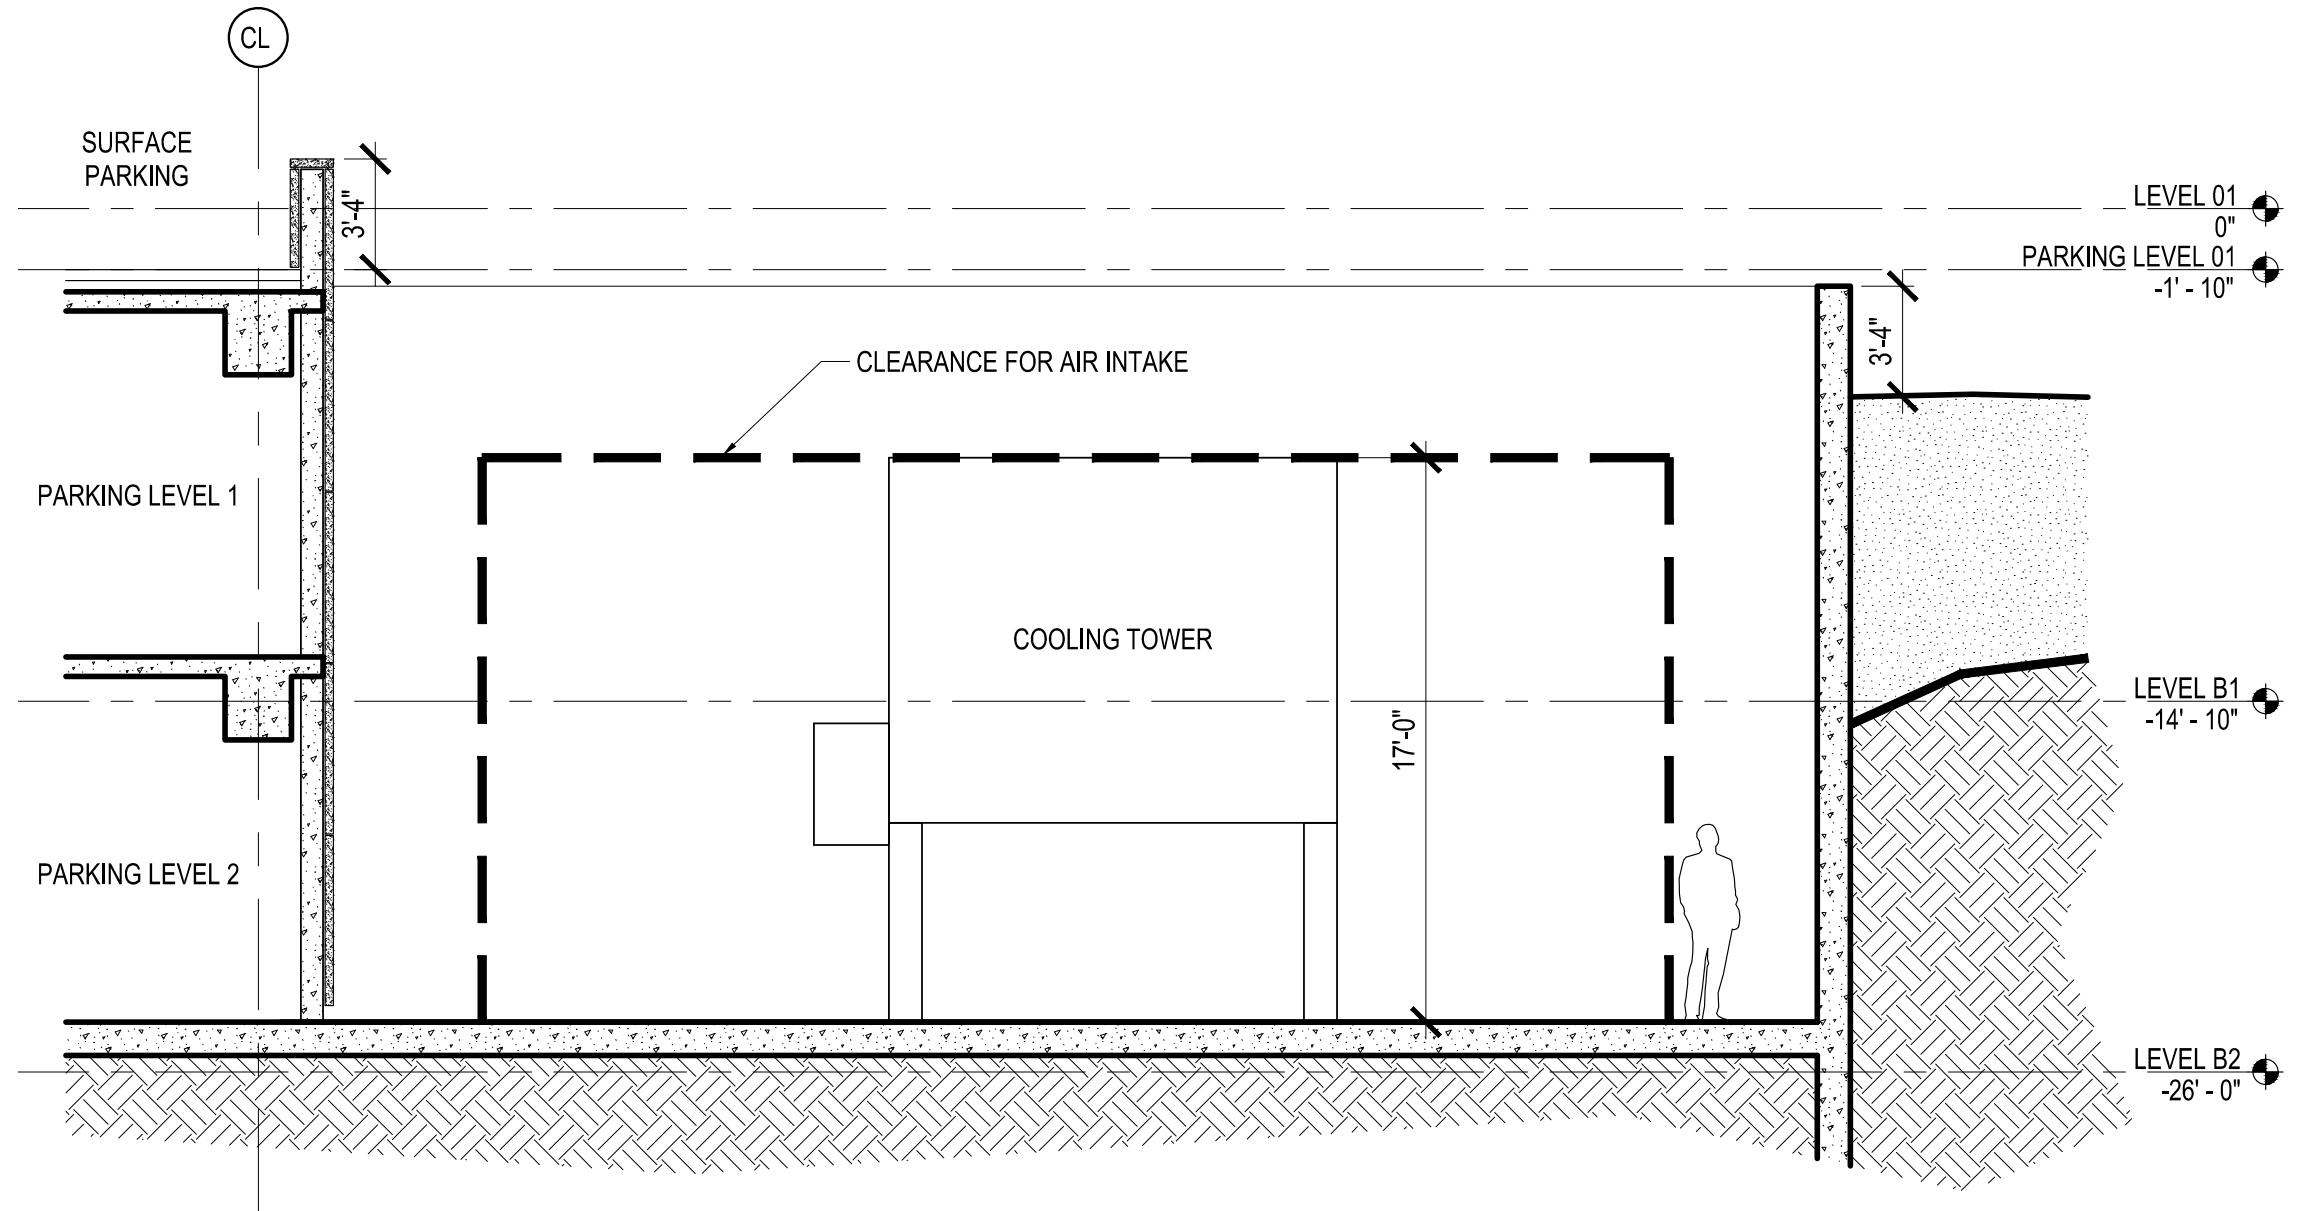 CL
SURFACE
PARKING
3'-4"
LEVEL 01
0"
PARKING LEVEL 01
-1' - 10"
3'-4"
CLEARANCE FOR AIR INTAKE
PARKING LEVEL 1
COOLING TOWER
LEVEL B1
-14' - 10"
17'-0"
PARKING LEVEL 2
LEVEL B2
-26' - 0"